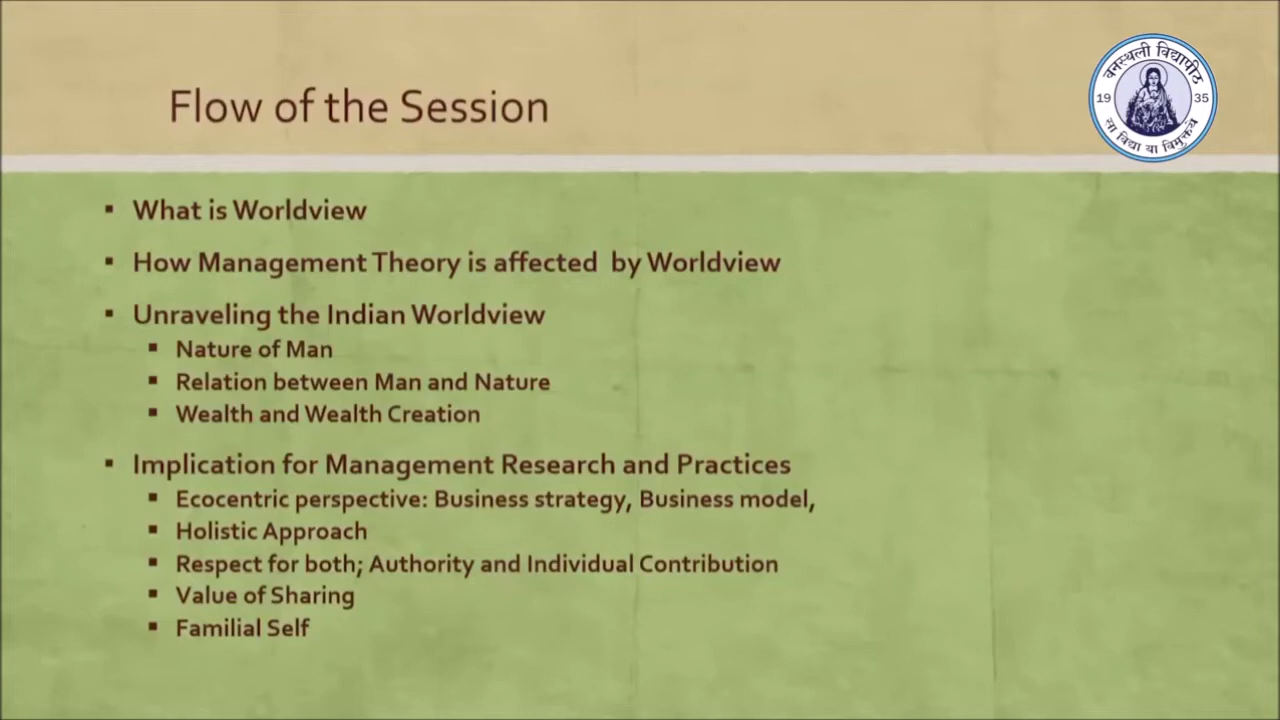 Flow of the Session
वनस्थली विद्यापीठ
19 35
सा विद्या या विमुक्तये
▪ What is Worldview
▪ How Management Theory is affected by Worldview
▪ Unraveling the Indian Worldview
▪ Nature of Man
▪ Relation between Man and Nature
▪ Wealth and Wealth Creation
▪ Implication for Management Research and Practices
▪ Ecocentric perspective: Business strategy, Business model,
▪ Holistic Approach
▪ Respect for both; Authority and Individual Contribution
▪ Value of Sharing
▪ Familial Self